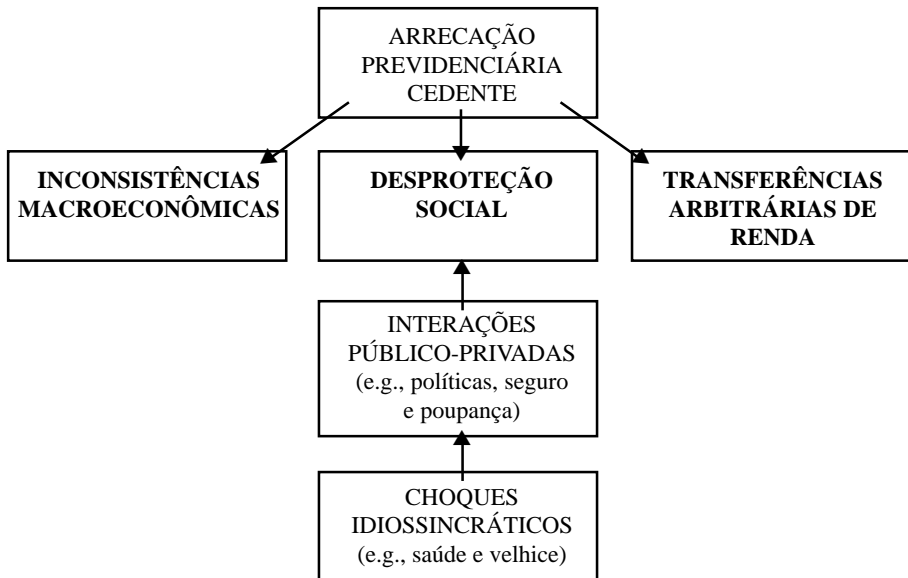 ARRECAÇÃO
PREVIDENCIÁRIA
CEDENTE
INCONSISTÊNCIAS
MACROECONÔMICAS
DESPROTEÇÃO
SOCIAL
TRANSFERÊNCIAS
ARBITRÁRIAS DE
RENDA
INTERAÇÕES
PÚBLICO-PRIVADAS
(e.g., políticas, seguro
e poupança)
CHOQUES
IDIOSSINCRÁTICOS
(e.g., saúde e velhice)